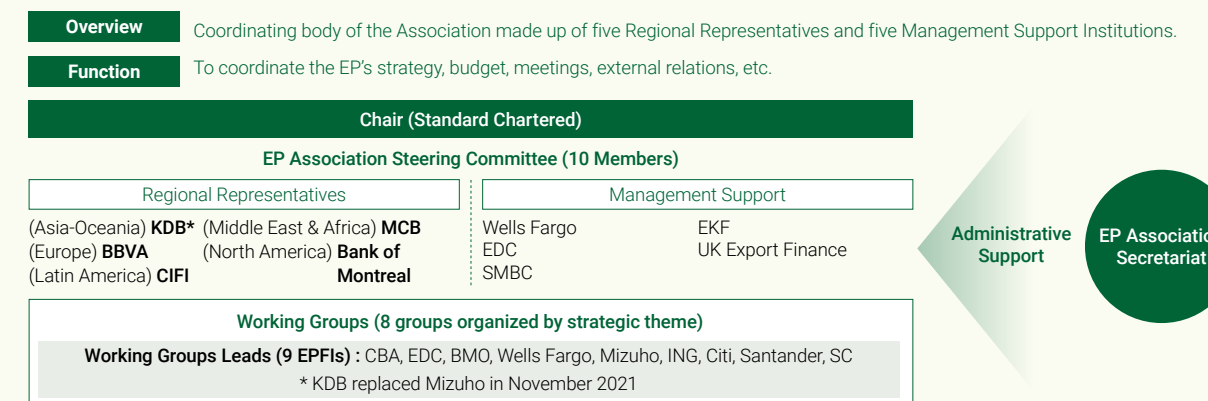 Overview
Coordinating body of the Association made up of five Regional Representatives and five Management Support Institutions.
Function
To coordinate the EP's strategy, budget, meetings, external relations, etc.
Chair (Standard Chartered)
EP Association Steering Committee (10 Members)
Regional Representatives
(Asia-Oceania) KDB* (Middle East & Africa) MCB
(Europe) BBVA (North America) Bank of
(Latin America) CIFI Montreal
Management Support
Wells Fargo EKF
EDC UK Export Finance
SMBC
Working Groups (8 groups organized by strategic theme)
Working Groups Leads (9 EPFIs) : CBA, EDC, BMO, Wells Fargo, Mizuho, ING, Citi, Santander, SC
* KDB replaced Mizuho in November 2021
Administrative
Support
EP
Secretariat